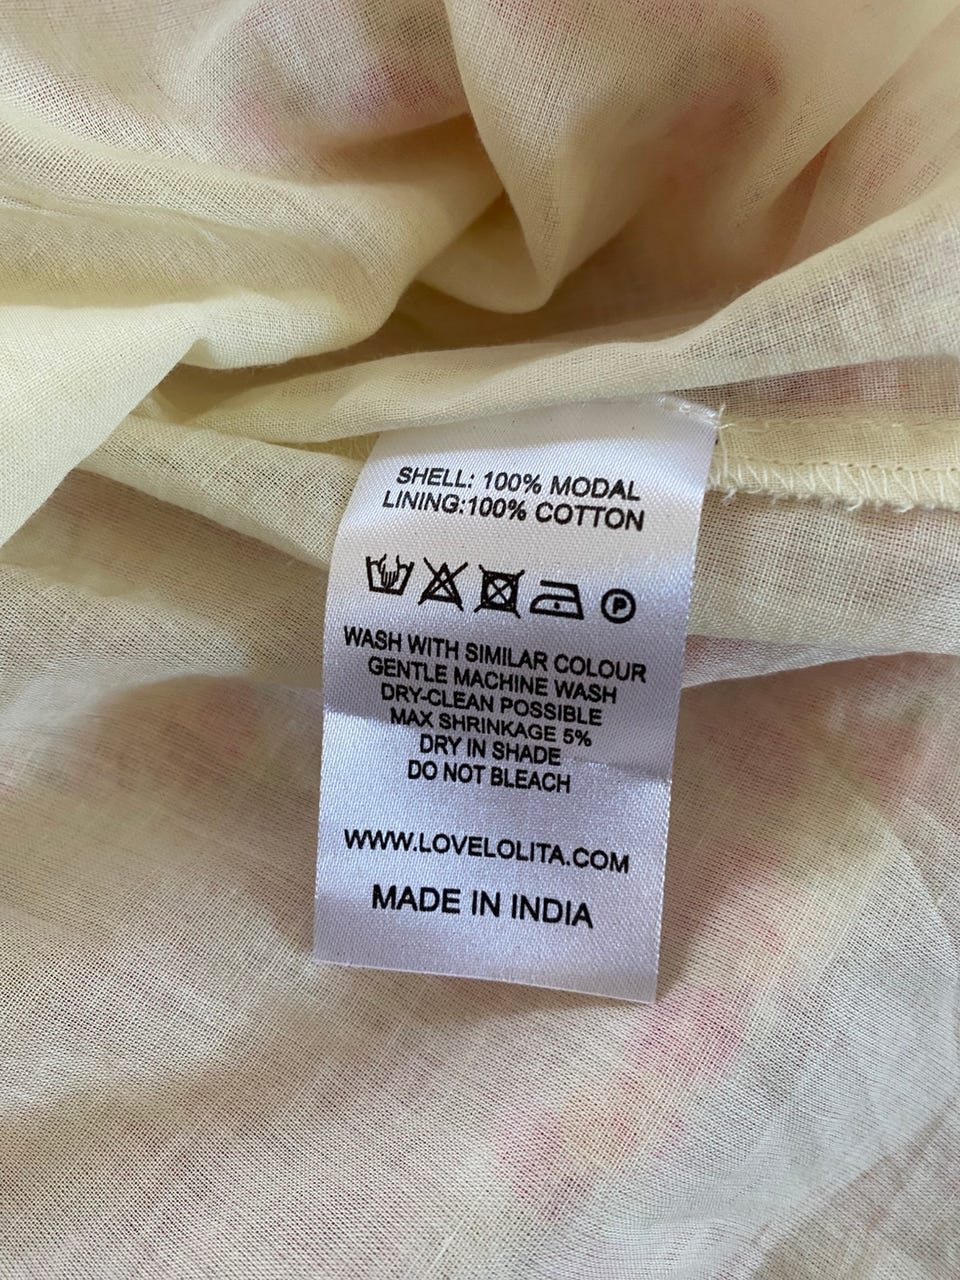 SHELL: 100% MODAL
LINING:100% COTTON
P
WASH WITH SIMILAR COLOUR
GENTLE MACHINE WASH
DRY-CLEAN POSSIBLE
MAX SHRINKAGE 5%
DRY IN SHADE
DO NOT BLEACH
WWW.LOVELOLITA.COM
MADE IN INDIA